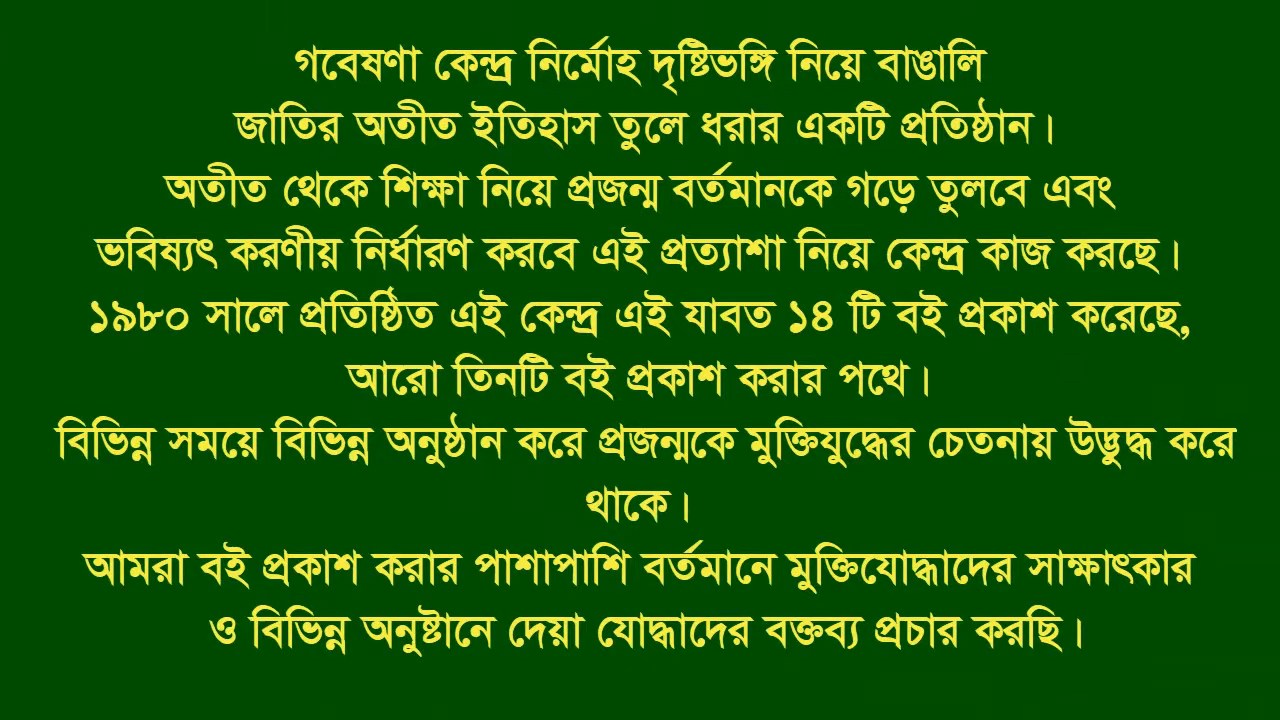 গবেষণা কেন্দ্র নির্মোহ দৃষ্টিভঙ্গি নিয়ে বাঙালি
জাতির অতীত ইতিহাস তুলে ধরার একটি প্রতিষ্ঠান।
অতীত থেকে শিক্ষা নিয়ে প্রজন্ম বর্তমানকে গড়ে তুলবে এবং
ভবিষ্যৎ করণীয় নির্ধারণ করবে এই প্রত্যাশা নিয়ে কেন্দ্র কাজ করছে।
১৯৮০ সালে প্রতিষ্ঠিত এই কেন্দ্র এই যাবত ১৪ টি বই প্রকাশ করেছে,
আরো তিনটি বই প্রকাশ করার পথে।
বিভিন্ন সময়ে বিভিন্ন অনুষ্ঠান করে প্রজন্মকে মুক্তিযুদ্ধের চেতনায় উদ্ভুদ্ধ করে
থাকে।
আমরা বই প্রকাশ করার পাশাপাশি বর্তমানে মুক্তিযোদ্ধাদের সাক্ষাৎকার
ও বিভিন্ন অনুষ্টানে দেয়া যোদ্ধাদের বক্তব্য প্রচার করছি।